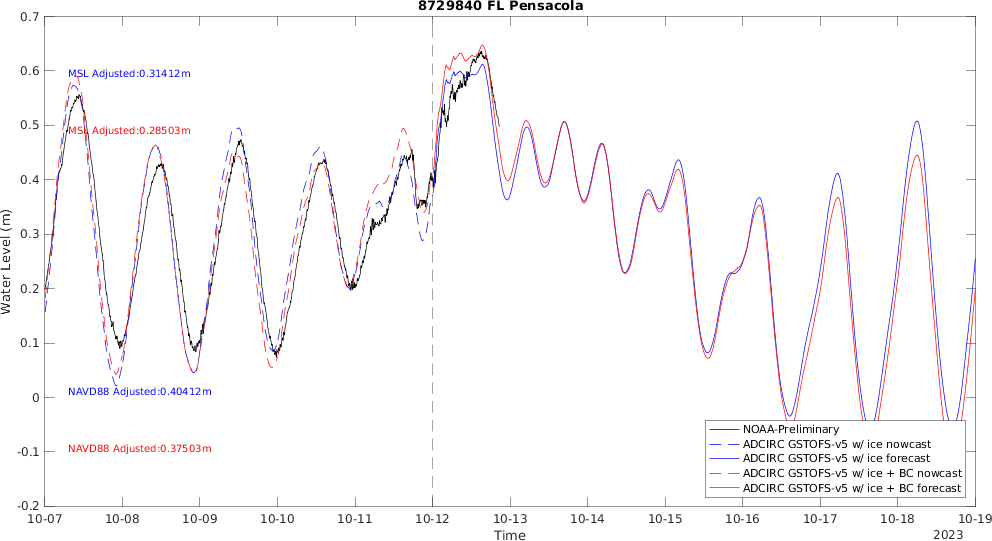 8729840 FL Pensacola
0.7
0.6
0.5
0.4
0.3
0.2
0.1
0
-0.1
-0.2
Water Level (m)
MSL Adjusted:0.31412m
MSL Adjusted:0.28503m
NAVD88 Adjusted:0.40412m
NAVD88 Adjusted:0.37503m
NOAA-Preliminary
ADCIRC GSTOFS-v5 w/ ice nowcast
ADCIRC GSTOFS-v5 w/ ice forecast
ADCIRC GSTOFS-v5 w/ ice + BC nowcast
ADCIRC GSTOFS-v5 w/ ice + BC forecast
10-07 10-08 10-09 10-10 10-11 10-12 10-13 10-14 10-15 10-16 10-17 10-18 10-19
Time
2023